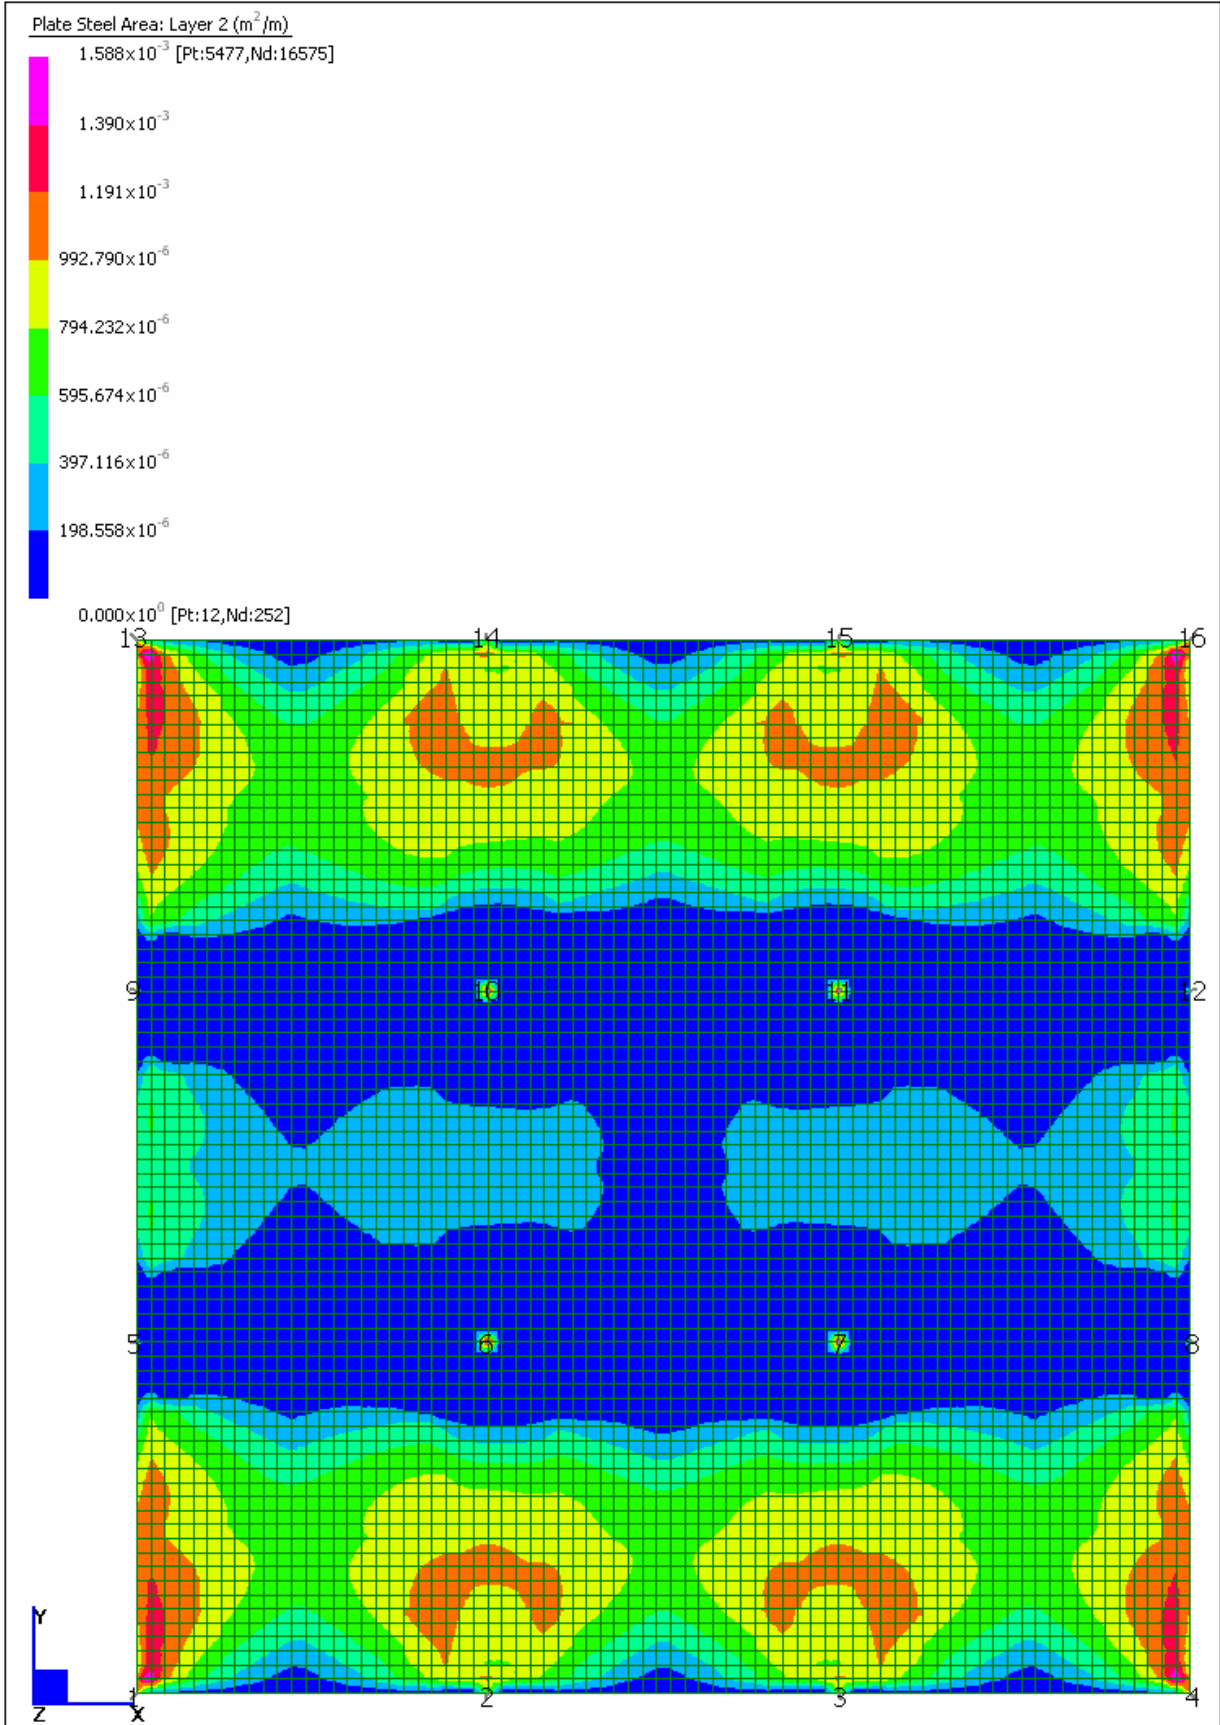 Plate Steel Area: Layer 2 (m²/m)
1.588x10⁻³ [Pt:5477,Nd:16575]
1.390x10⁻³
1.191x10⁻³
992.790x10⁻⁶
794.232x10⁻⁶
595.674x10⁻⁶
397.116x10⁻⁶
198.558x10⁻⁶
0.000x10⁰ [Pt:12,Nd:252]
13 14 15 16
9 10 11 12
5 6 7 8
Y
1 2 3 4
Z X